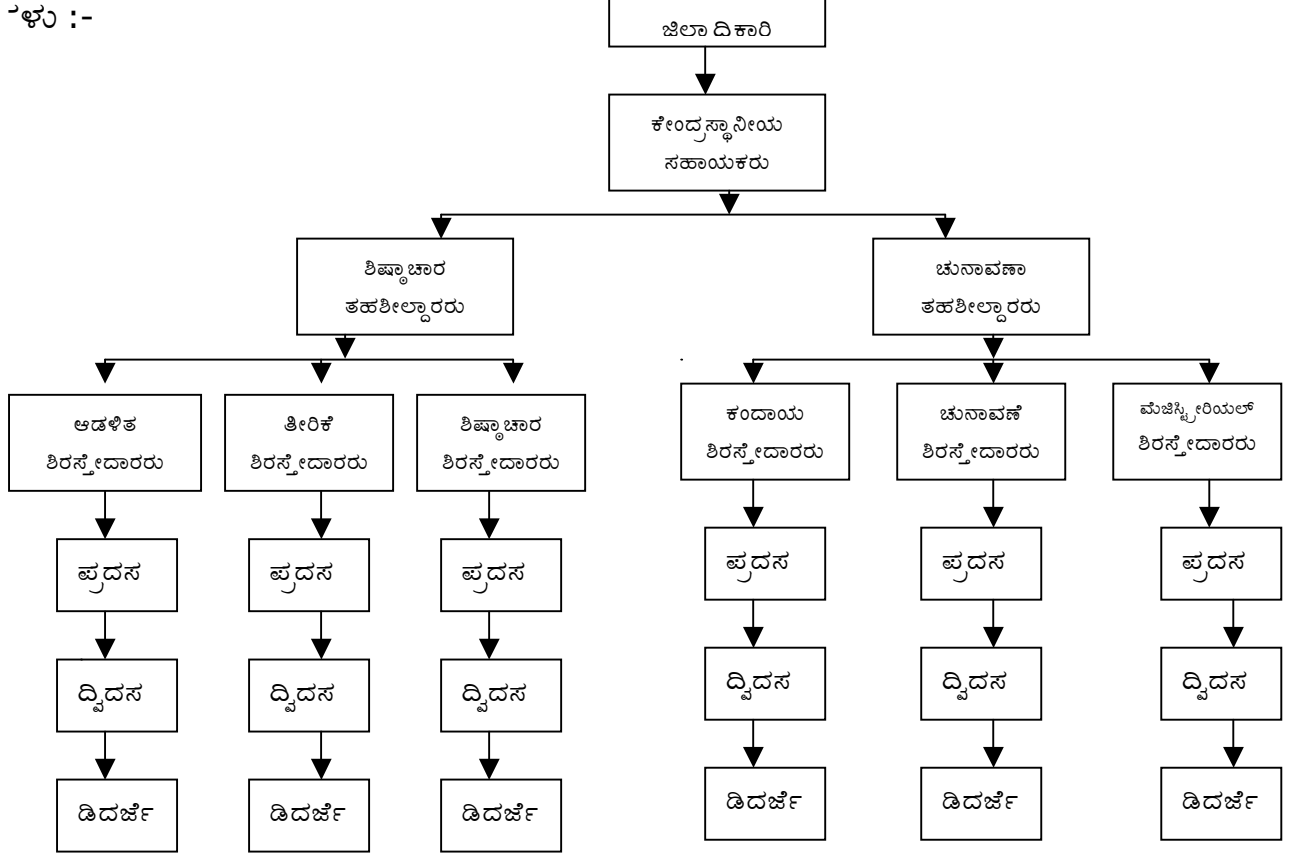 :-
ಜಿಲಾ ದಿಕಾರಿ
ಕೇಂದ್ರಸ್ಥಾನೀಯ
ಸಹಾಯಕರು
ಶಿಷ್ಠಾಚಾರ
ತಹಶೀಲ್ದಾರರು
ಚುನಾವಣಾ
ತಹಶೀಲ್ದಾರರು
ಆಡಳಿತ
ಶಿರಸ್ತೇದಾರರು
ತೀರಿಕೆ
ಶಿರಸ್ತೇದಾರರು
ಶಿಷ್ಠಾಚಾರ
ಶಿರಸ್ತೇದಾರರು
ಕಂದಾಯ
ಶಿರಸ್ತೇದಾರರು
ಚುನಾವಣೆ
ಶಿರಸ್ತೇದಾರರು
ಮೆಜಿಸ್ಟ್ರೀರಿಯಲ್
ಶಿರಸ್ತೇದಾರರು
ಪ್ರದಸ
ಪ್ರದಸ
ಪ್ರದಸ
ಪ್ರದಸ
ಪ್ರದಸ
ಪ್ರದಸ
ದ್ವಿದಸ
ದ್ವಿದಸ
ದ್ವಿದಸ
ದ್ವಿದಸ
ದ್ವಿದಸ
ದ್ವಿದಸ
ಡಿದರ್ಜೆ
ಡಿದರ್ಜೆ
ಡಿದರ್ಜೆ
ಡಿದರ್ಜೆ
ಡಿದರ್ಜೆ
ಡಿದರ್ಜೆ